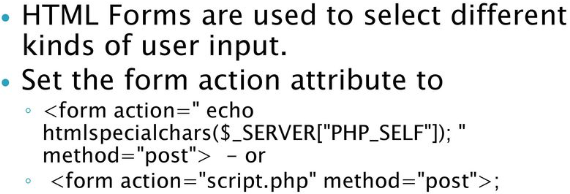 • HTML Forms are used to select different
kinds of user input.
• Set the form action attribute to
◦ <form action=" echo
htmlspecialchars($_SERVER["PHP_SELF"]); "
method="post"> – or
◦ <form action="script.php" method="post">;